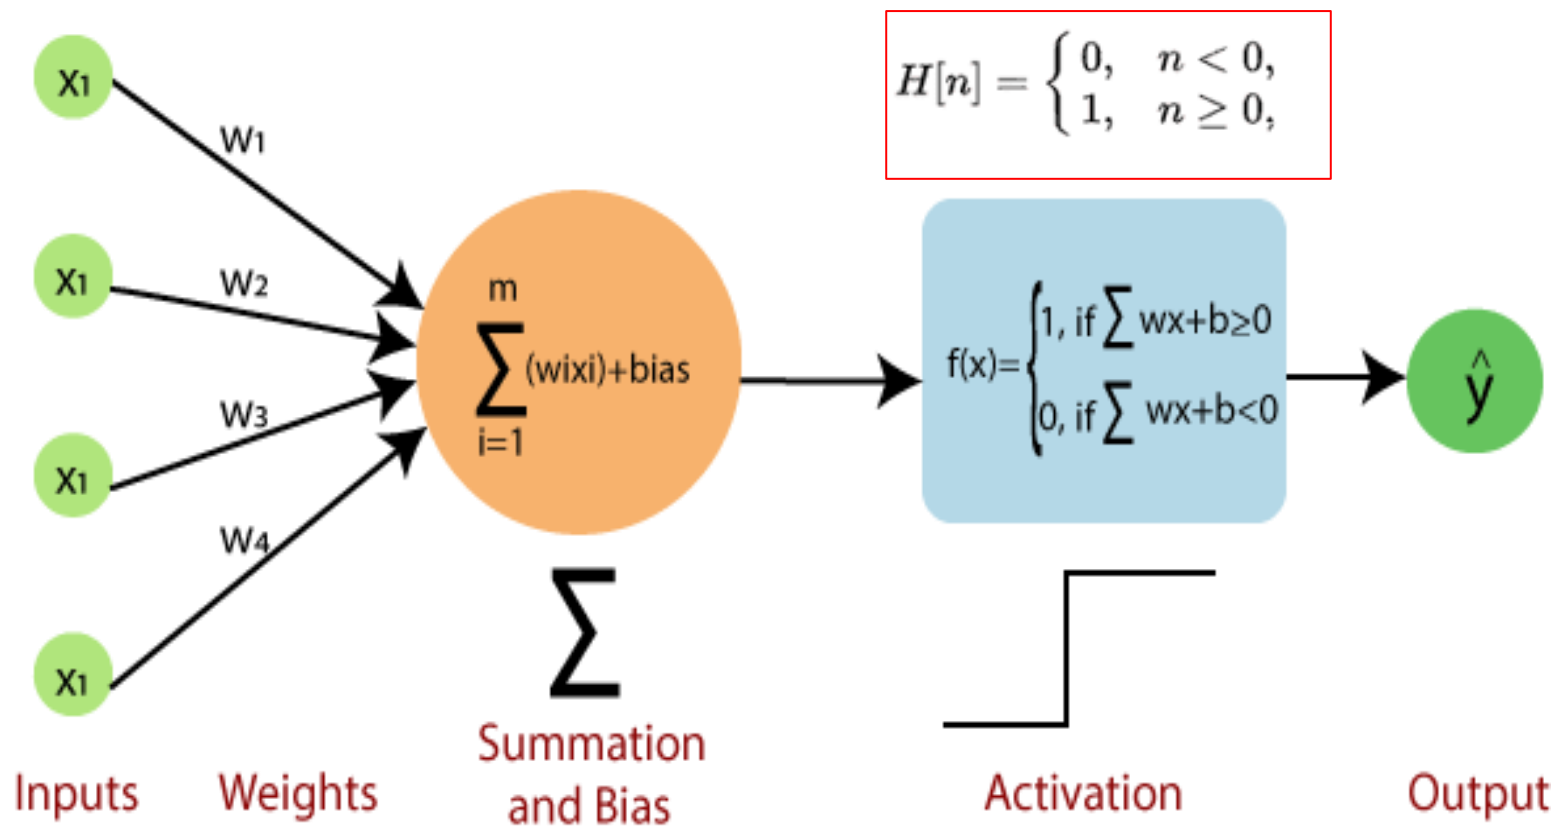 x1
x1
x1
x1
w1
w2
w3
w4
m
∑(wixi)+bias
i=1
∑
H[n] = { 0, n < 0,
1, n ≥ 0,
f(x)={ 1, if ∑ wx+b≥0
0, if ∑ wx+b<0
ŷ
Inputs
Weights
Summation
and Bias
Activation
Output